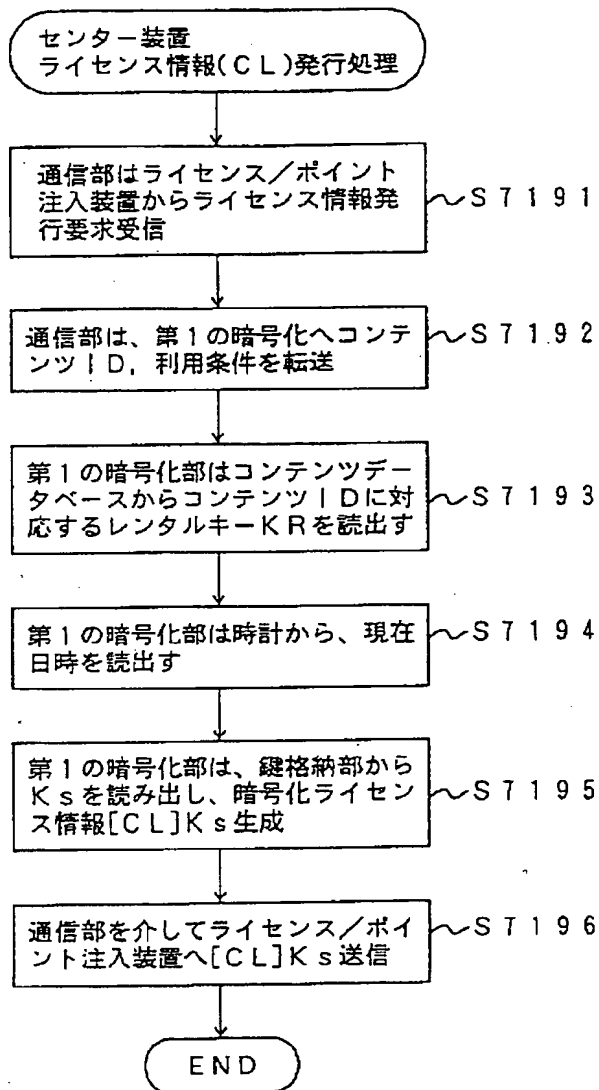 センター装置
ライセンス情報(CL)発行処理
通信部はライセンス/ポイント
注入装置からライセンス情報発
行要求受信
S7191
通信部は、第1の暗号化へコンテ
ンツID,利用条件を転送
S7192
第1の暗号化部はコンテンツデー
タベースからコンテンツIDに対
応するレンタルキーKRを読出す
S7193
第1の暗号化部は時計から、現在
日時を読出す
S7194
第1の暗号化部は、鍵格納部から
Ksを読み出し、暗号化ライセン
ス情報[CL]Ks生成
S7195
通信部を介してライセンス/ポイ
ント注入装置へ[CL]Ks送信
S7196
END